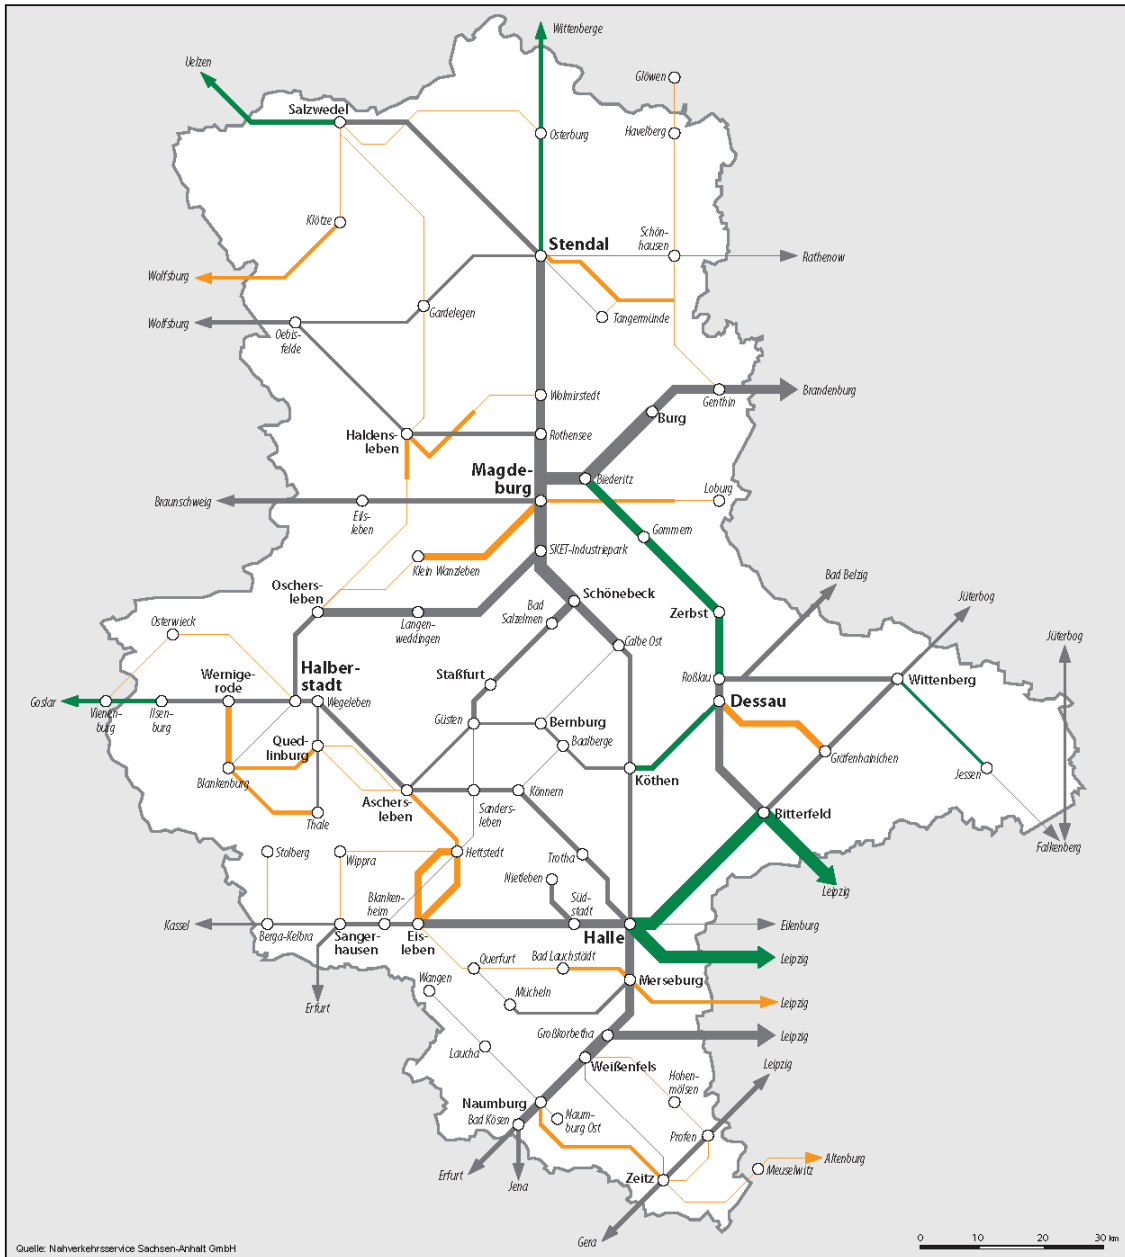 Wittenberge
Uelzen
Glöwen
Salzwedel
Osterburg
Havelberg
Klötze
Stendal
Schön-
hausen
Rathenow
Wolfsburg
Gardelegen
Tangermünde
Wolfsburg
Oebis-
felde
Wolmirstedt
Genthin
Brandenburg
Burg
Haldens-
leben
Rothensee
Magde-
burg
Biederitz
Braunschweig
Eils-
leben
Loburg
Gommern
SKET-Industriepark
Klein Wanzleben
Bad Belzig
Oschers-
leben
Schönebeck
Jüterbog
Osterwieck
Langen-
weddingen
Bad
Salzelmen
Zerbst
Calbe Ost
Jüterbog
Wernige-
rode
Halber-
stadt
Staßfurt
Roßlau
Wittenberg
Goslar
Vienen-
burg
Ilsen-
burg
Wegeleben
Dessau
Güsten
Bernburg
Qued-
linburg
Baalberge
Gräfenhainichen
Blankenburg
Köthen
Jessen
Aschers-
leben
Sanders-
leben
Könnern
Bitterfeld
Thale
Falkenberg
Stolberg
Wippra
Hettstedt
Trotha
Nietleben
Leipzig
Blanken-
heim
Süd-
stadt
Kassel
Berga-Kelbra
Sanger-
hausen
Eis-
leben
Halle
Eilenburg
Querfurt
Bad Lauchstädt
Leipzig
Wangen
Merseburg
Erfurt
Mücheln
Leipzig
Großkorbetha
Leipzig
Laucha
Weißenfels
Leipzig
Hohen-
mölsen
Naumburg
Bad Kösen
Naum-
burg Ost
Profen
Erfurt
Jena
Zeitz
Meuselwitz
Altenburg
Gera
Quelle: Nahverkehrsservice Sachsen-Anhalt GmbH
0 10 20 30 km